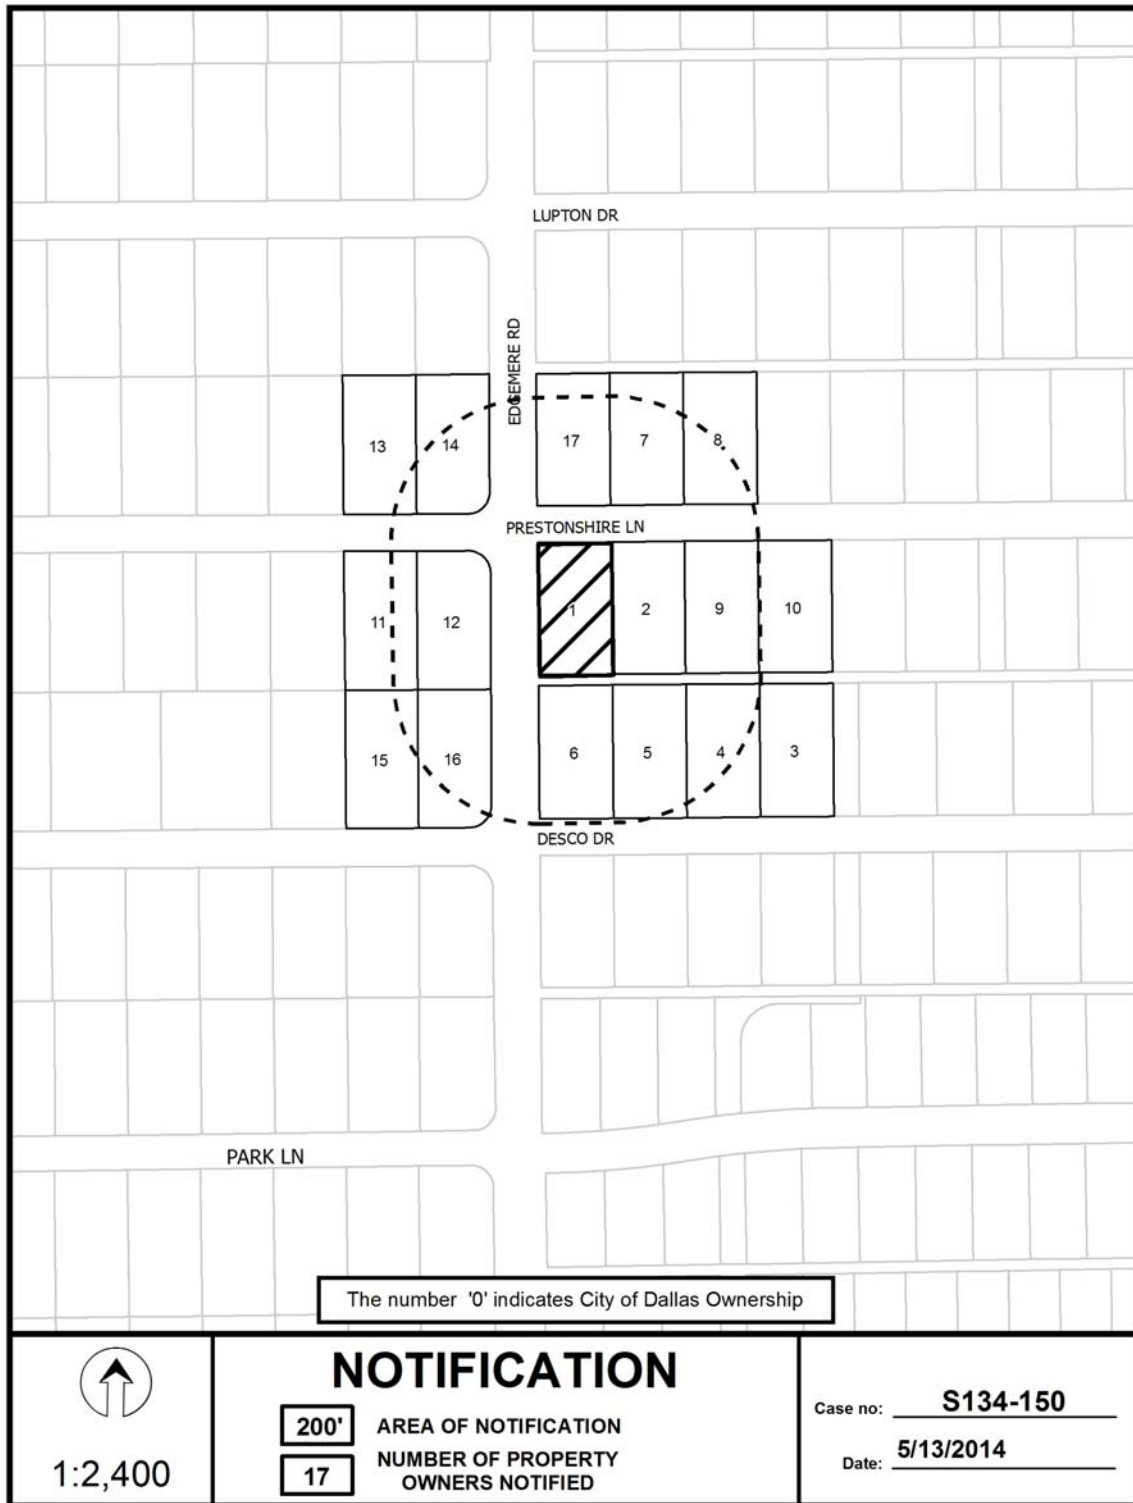 LUPTON DR
EDGEMERE RD
13
14
17
7
8
PRESTONSHIRE LN
11
12
1
2
9
10
15
16
6
5
4
3
DESCO DR
PARK LN
The number '0' indicates City of Dallas Ownership
1:2,400
NOTIFICATION
200' AREA OF NOTIFICATION
17 NUMBER OF PROPERTY
OWNERS NOTIFIED
Case no: S134-150
Date: 5/13/2014